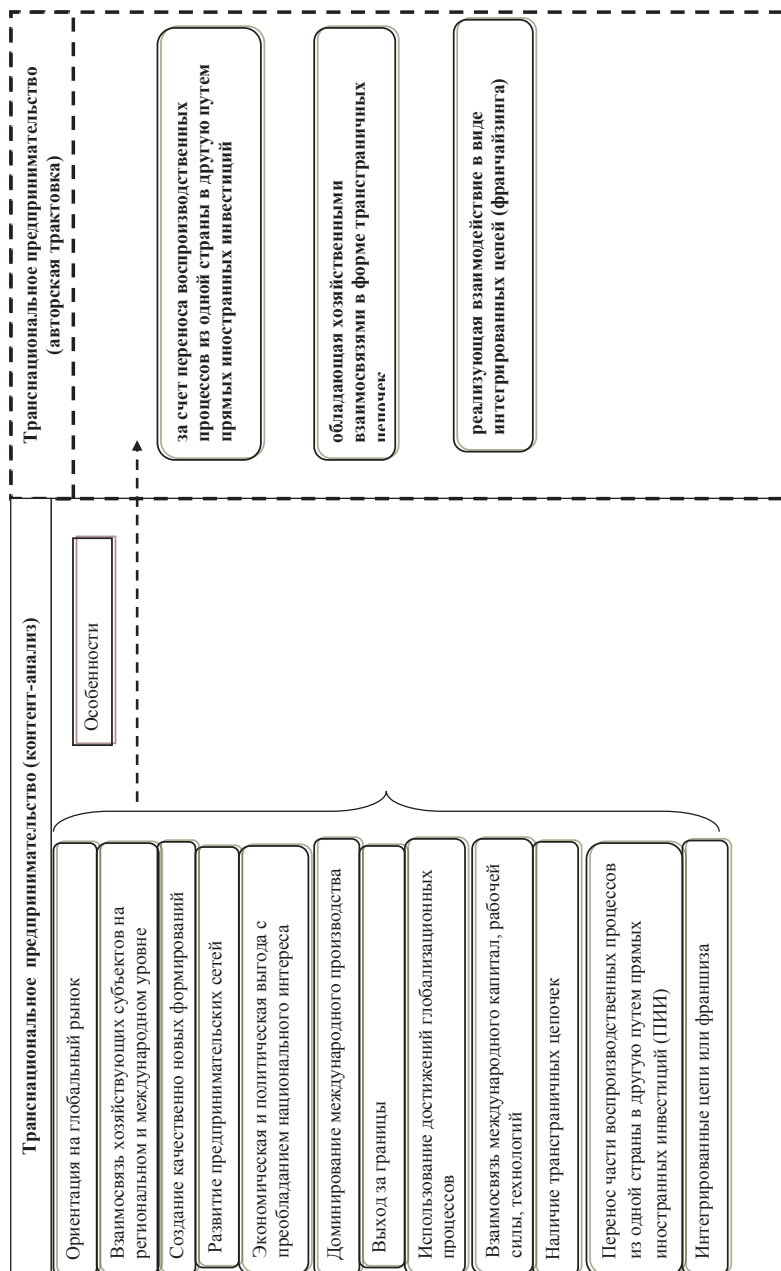 Транснациональное предпринимательство (контент-анализ)
Ориентация на глобальный рынок
Взаимосвязь хозяйствующих субъектов на
региональном и международном уровне
Создание качественно новых формирований
Развитие предпринимательских сетей
Экономическая и политическая выгода с
преобладанием национального интереса
Доминирование международного производства
Выход за границы
Использование достижений глобализационных
процессов
Взаимосвязь международного капитал, рабочей
силы, технологий
Наличие трансграничных цепочек
Перенос части воспроизводственных процессов
из одной страны в другую путем прямых
иностранных инвестиций (ПИИ)
Интегрированные цепи или франшиза
Особенности
Транснациональное предпринимательство
(авторская трактовка)
за счет переноса воспроизводственных
процессов из одной страны в другую путем
прямых иностранных инвестиций
обладающая хозяйственными
взаимосвязями в форме трансграничных
цепочек
реализующая взаимодействие в виде
интегрированных цепей (франчайзинга)